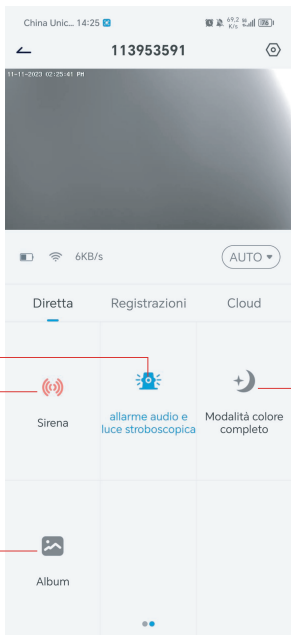 China Unic... 14:25
69,2
K/s
113953591
11-11-2023 02:25:41 PM
6KB/s
AUTO
Diretta Registrazioni Cloud
Sirena
allarme audio e
luce stroboscopica
Modalità colore
completo
Album